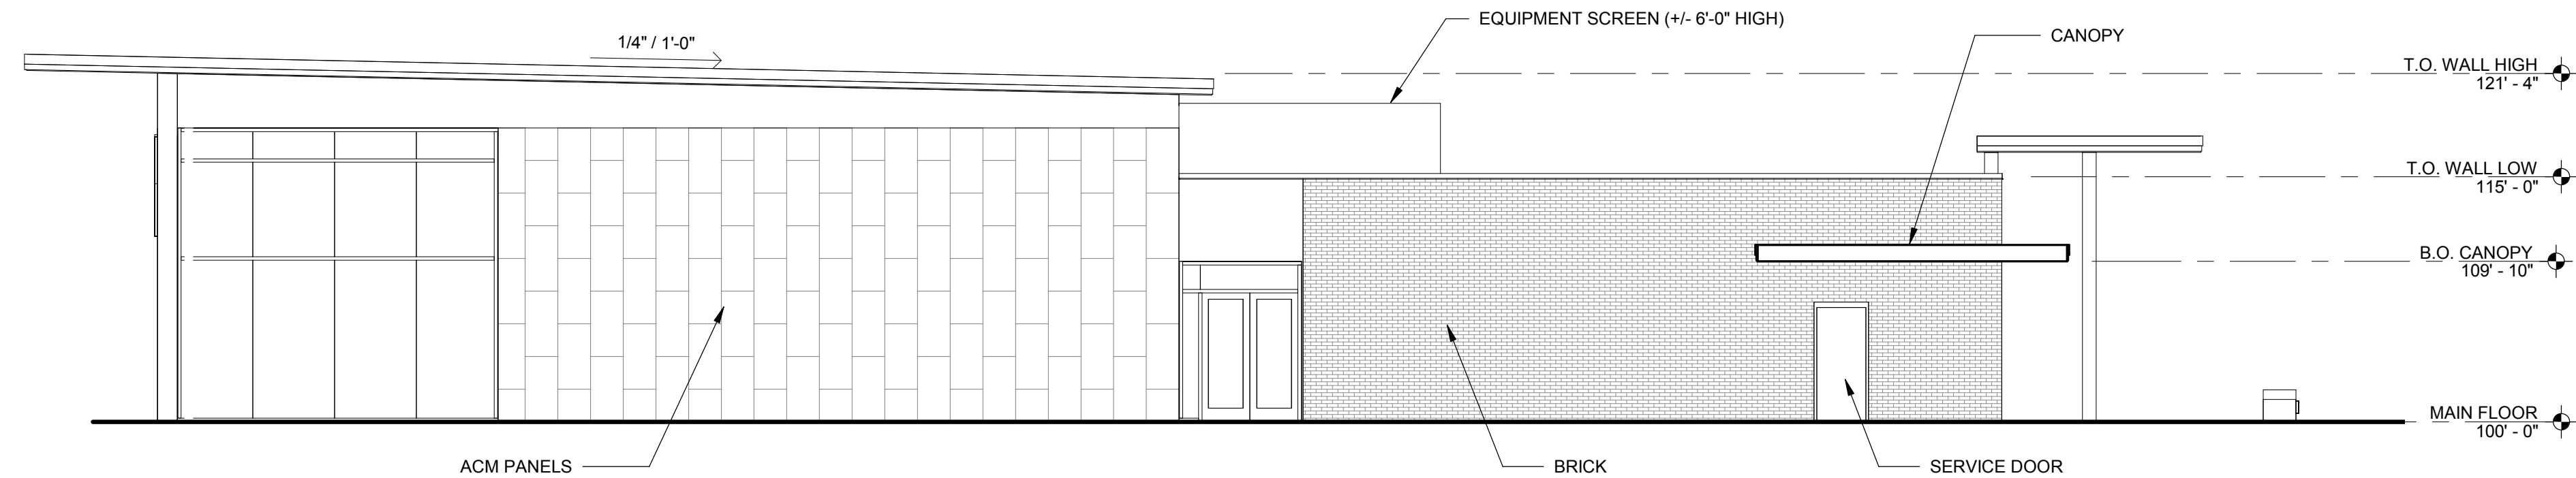 EQUIPMENT SCREEN (+/- 6'-0" HIGH)
CANOPY
1/4" / 1'-0"
T.O. WALL HIGH
121' - 4"
T.O. WALL LOW
115' - 0"
B.O. CANOPY
109' - 10"
MAIN FLOOR
100' - 0"
ACM PANELS
BRICK
SERVICE DOOR